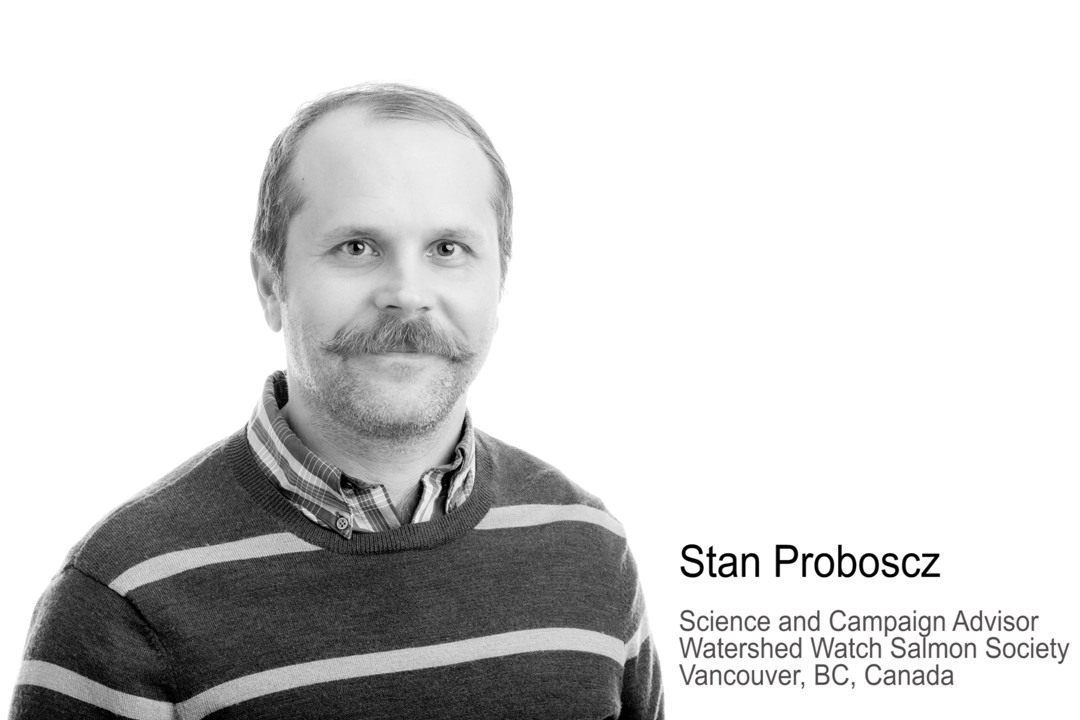 Stan Proboscz
Science and Campaign Advisor
Watershed Watch Salmon Society
Vancouver, BC, Canada